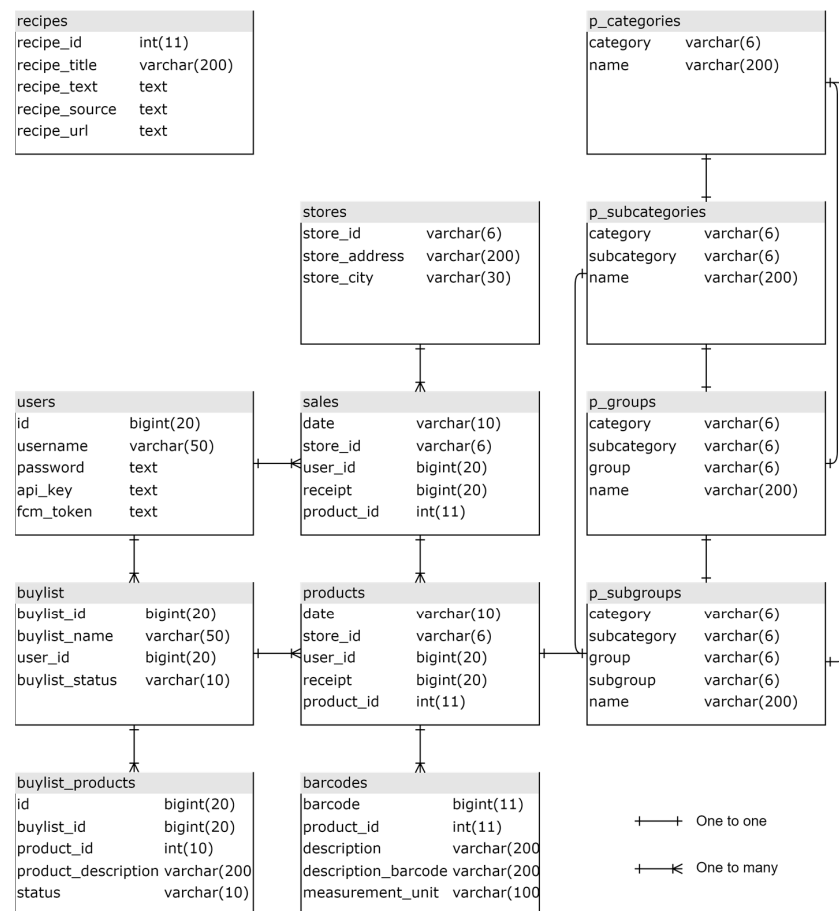 recipes
recipe_id int(11)
recipe_title varchar(200)
recipe_text text
recipe_source text
recipe_url text
p_categories
category varchar(6)
name varchar(200)
stores
store_id varchar(6)
store_address varchar(200)
store_city varchar(30)
p_subcategories
category varchar(6)
subcategory varchar(6)
name varchar(200)
users
id bigint(20)
username varchar(50)
password text
api_key text
fcm_token text
sales
date varchar(10)
store_id varchar(6)
user_id bigint(20)
receipt bigint(20)
product_id int(11)
p_groups
category varchar(6)
subcategory varchar(6)
group varchar(6)
name varchar(200)
buylist
buylist_id bigint(20)
buylist_name varchar(50)
user_id bigint(20)
buylist_status varchar(10)
products
date varchar(10)
store_id varchar(6)
user_id bigint(20)
receipt bigint(20)
product_id int(11)
p_subgroups
category varchar(6)
subcategory varchar(6)
group varchar(6)
subgroup varchar(6)
name varchar(200)
buylist_products
id bigint(20)
buylist_id bigint(20)
product_id int(10)
product_description varchar(200
status varchar(10)
barcodes
barcode bigint(11)
product_id int(11)
description varchar(200
description_barcode varchar(200
measurement_unit varchar(100
One to one
One to many